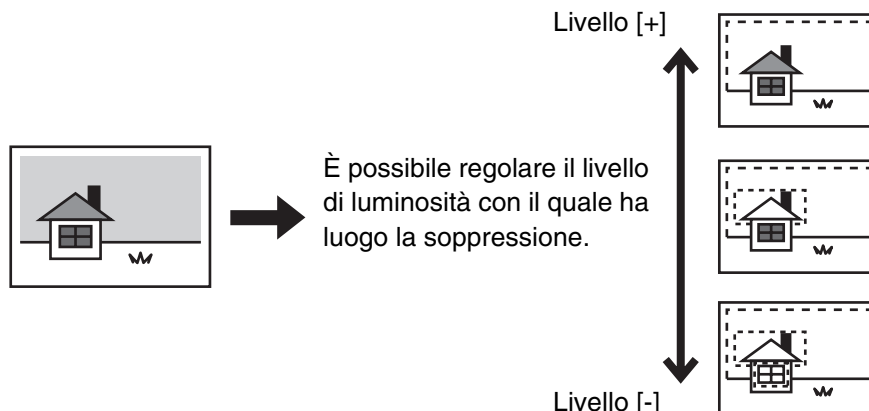 Livello [+]
È possibile regolare il livello
di luminosità con il quale ha
luogo la soppressione.
Livello [-]